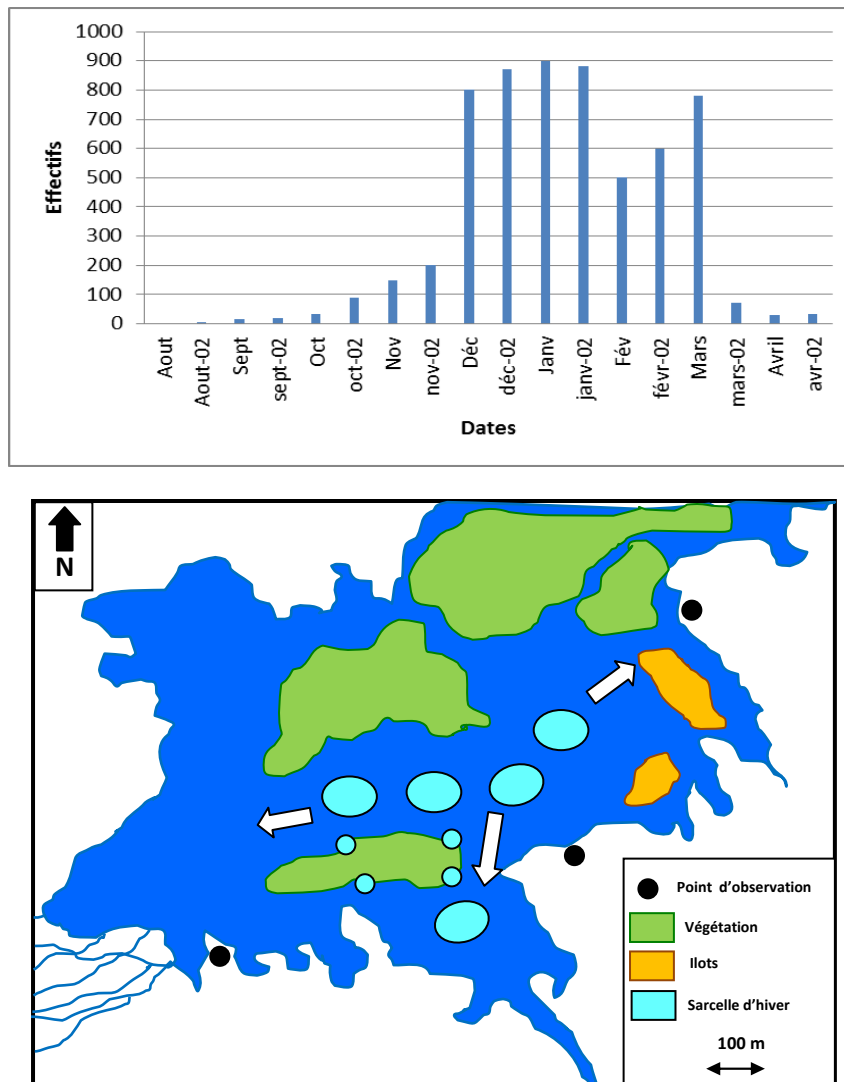 1000
900
800
700
600
500
400
300
200
100
0
Effectifs
Aout
Aout-02
Sept
sept-02
Oct
oct-02
Nov
nov-02
Déc
déc-02
Janv
janv-02
Fév
févr-02
Mars
mars-02
Avril
avr-02
Dates
N
Point d'observation
Végétation
Ilots
Sarcelle d'hiver
100 m